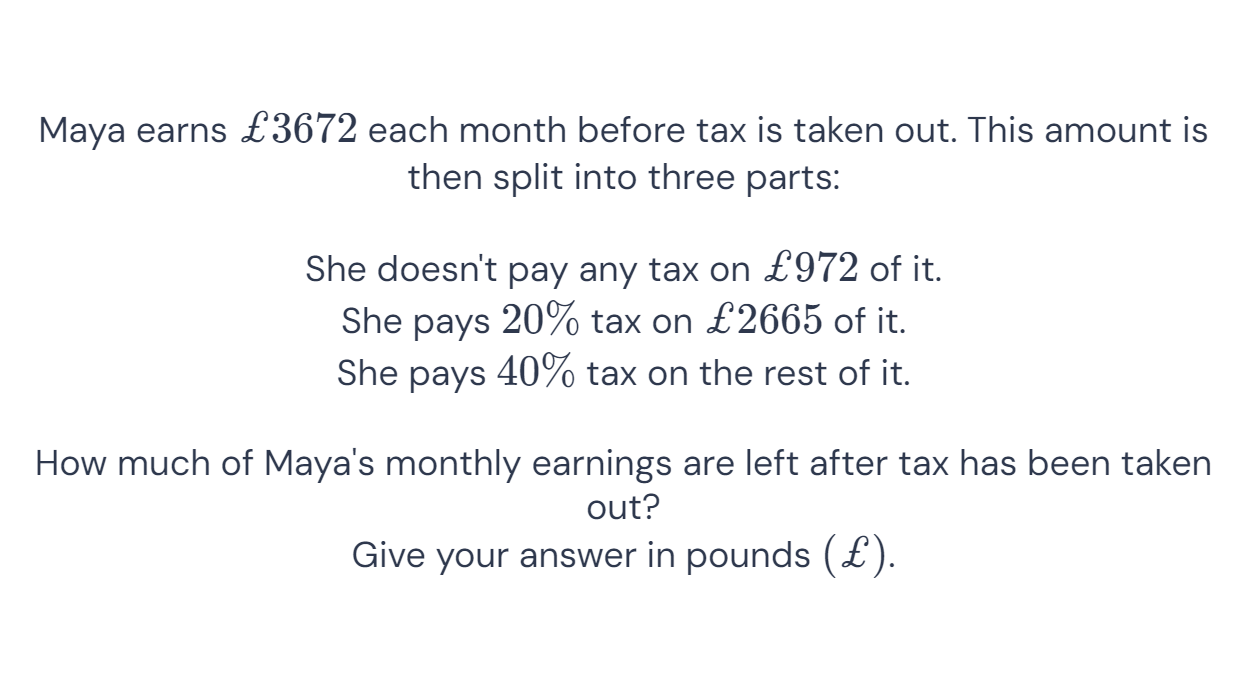 Maya earns £3672 each month before tax is taken out. This amount is
then split into three parts:
She doesn't pay any tax on £972 of it.
She pays 20% tax on £2665 of it.
She pays 40% tax on the rest of it.
How much of Maya's monthly earnings are left after tax has been taken
out?
Give your answer in pounds (£).